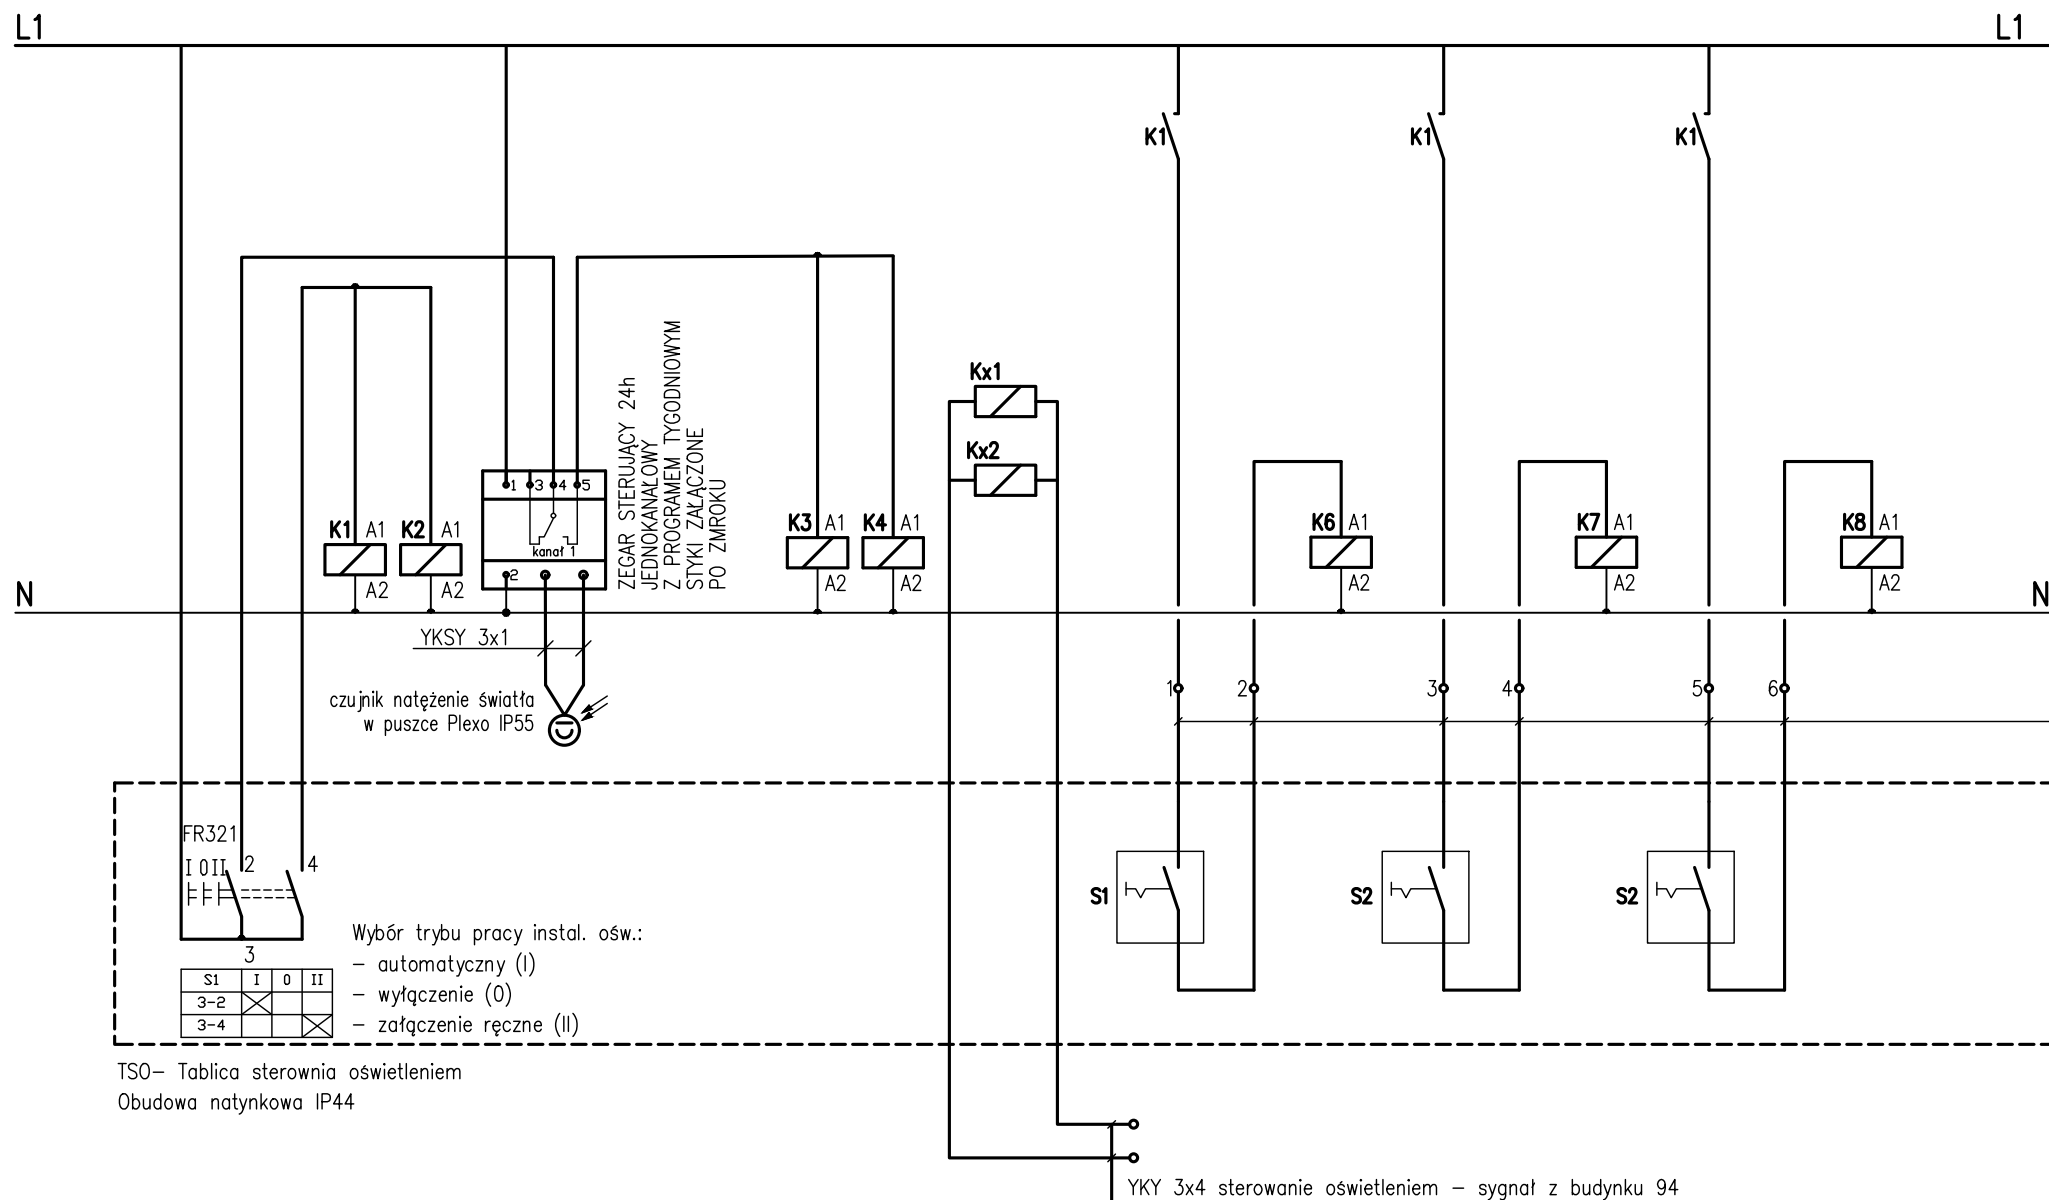 L1
L1
K1
K1
K1
ZEGAR STERUJĄCY 24h
JEDNOKANAŁOWY
Z PROGRAMEM TYGODNIOWYM
STYKI ZAŁĄCZONE
PO ZMROKU
Kx1
Kx2
1
3
4
5
kanał 1
2
K1 A1
A2
K2 A1
A2
K3 A1
A2
K4 A1
A2
K6 A1
A2
K7 A1
A2
K8 A1
A2
N
N
YKSY 3x1
czujnik natężenie światła
w puszce Plexo IP55
1
2
3
4
5
6
FR321
I 0 II
2
4
3
S1
S2
S2
S1 I 0 II
3-2
3-4
Wybór trybu pracy instal. ośw.:
- automatyczny (I)
- wyłączenie (0)
- załączenie ręczne (II)
TSO- Tablica sterownia oświetleniem
Obudowa natynkowa IP44
YKY 3x4 sterowanie oświetleniem - sygnał z budynku 94